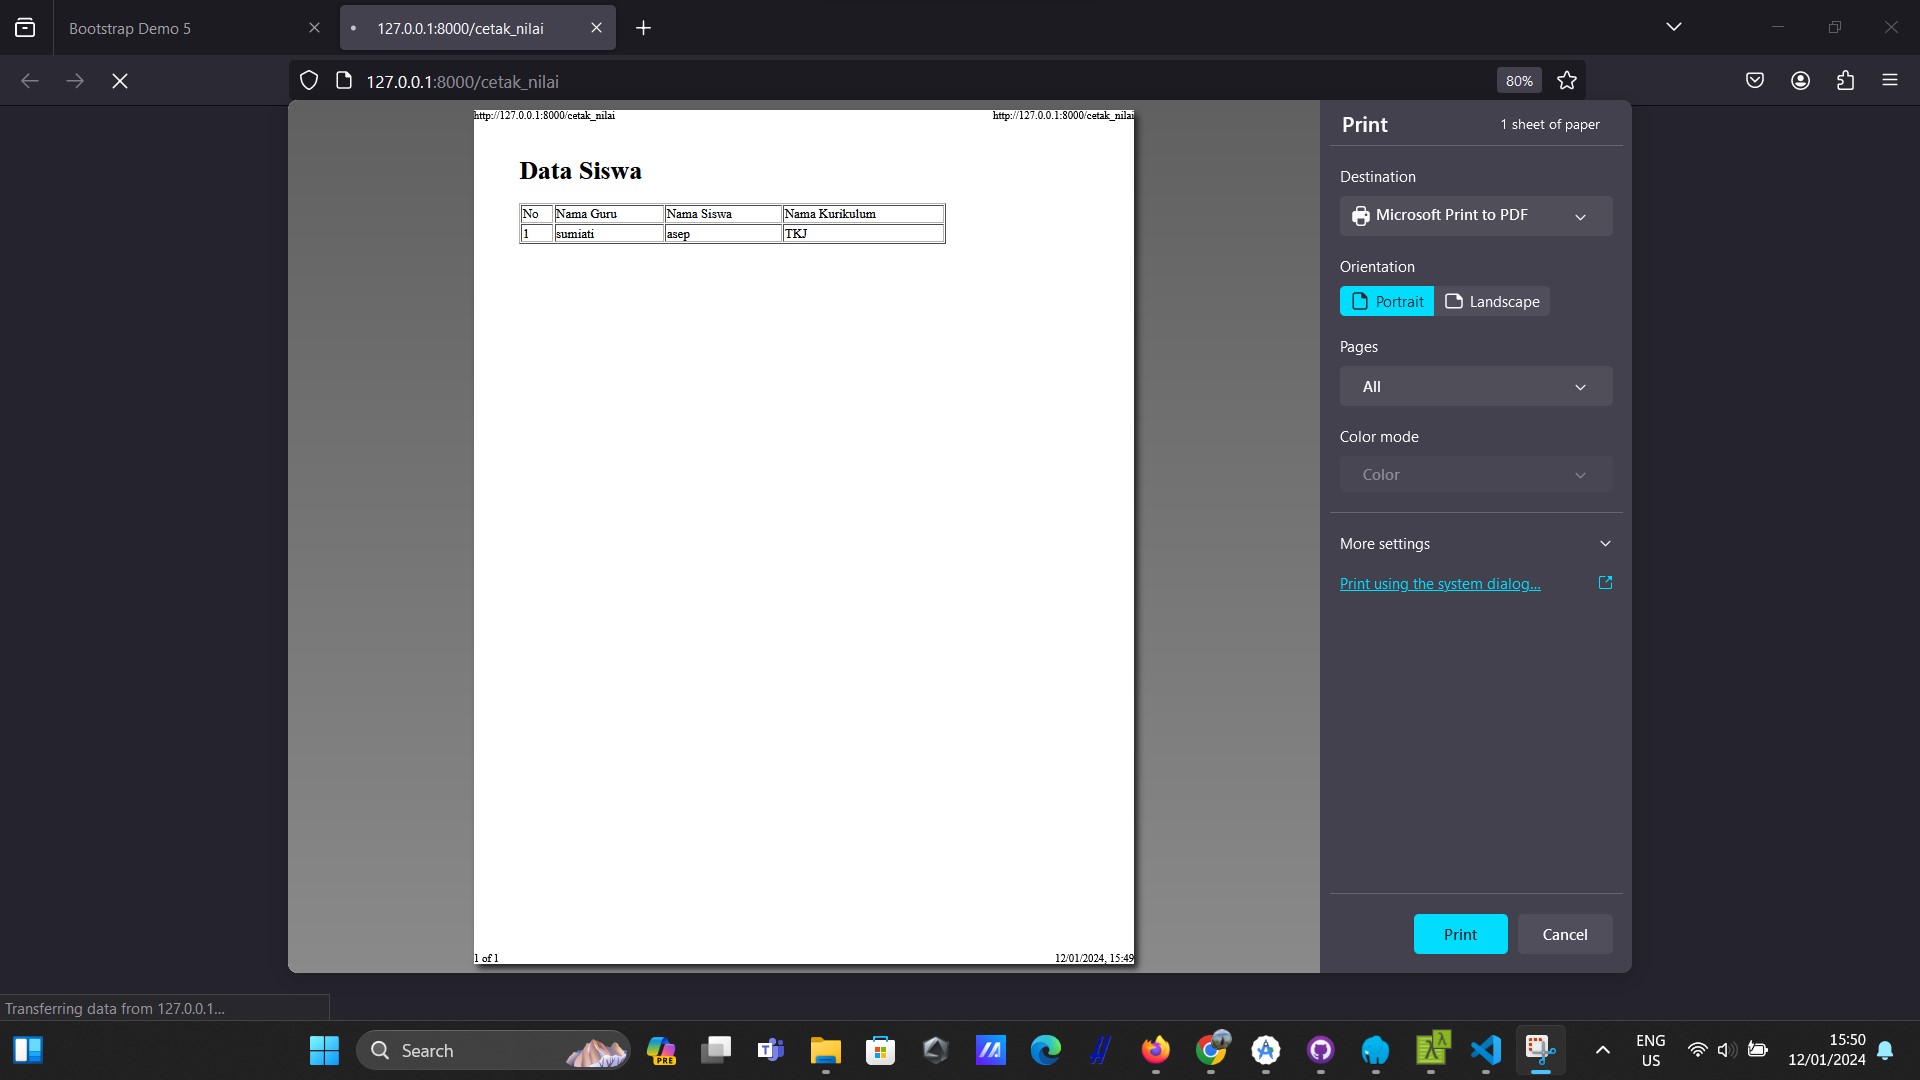 Bootstrap Demo 5
127.0.0.1:8000/cetak_nilai
127.0.0.1:8000/cetak_nilai
80%
http://127.0.0.1:8000/cetak_nilai http://127.0.0.1:8000/cetak_nilai
Data Siswa
No Nama Guru Nama Siswa Nama Kurikulum
1 sumiati asep TKJ
1 of 1 12/01/2024, 15:49
Print 1 sheet of paper
Destination
Microsoft Print to PDF
Orientation
Portrait Landscape
Pages
All
Color mode
Color
More settings
Print using the system dialog...
Print Cancel
Transferring data from 127.0.0.1...
Search
PRE
ENG
US
15:50
12/01/2024